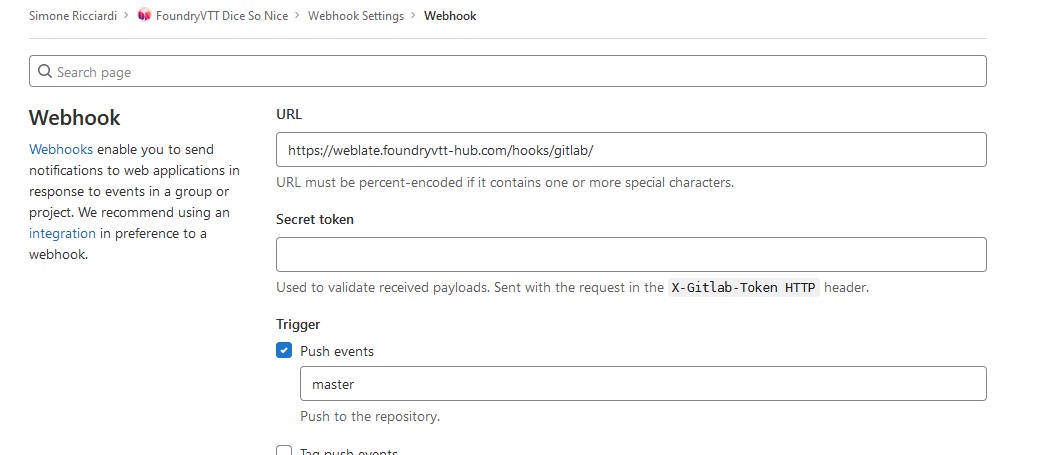 Simone Ricciardi > FoundryVTT Dice So Nice > Webhook Settings > Webhook
Search page
Webhook
Webhooks enable you to send
notifications to web applications in
response to events in a group or
project. We recommend using an
integration in preference to a
webhook.
URL
https://weblate.foundryvtt-hub.com/hooks/gitlab/
URL must be percent-encoded if it contains one or more special characters.
Secret token
Used to validate received payloads. Sent with the request in the X-Gitlab-Token HTTP header.
Trigger
Push events
master
Push to the repository.
Tag push events